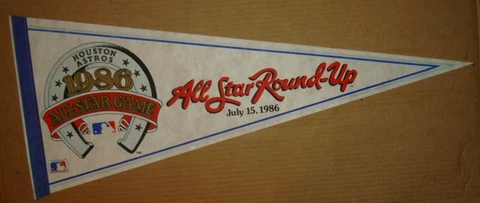 HOUSTON
ASTROS
1986
ALL-STAR GAME
All Star Round-Up
July 15, 1986